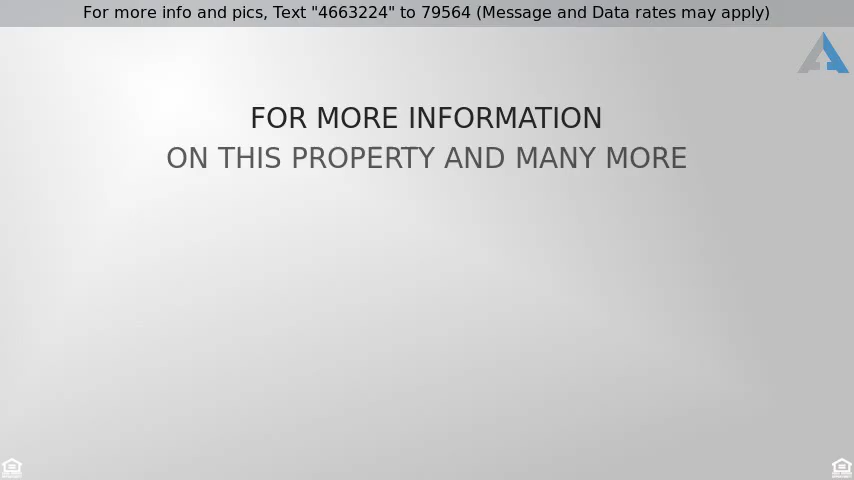 For more info and pics, Text "4663224" to 79564 (Message and Data rates may apply)
FOR MORE INFORMATION
ON THIS PROPERTY AND MANY MORE